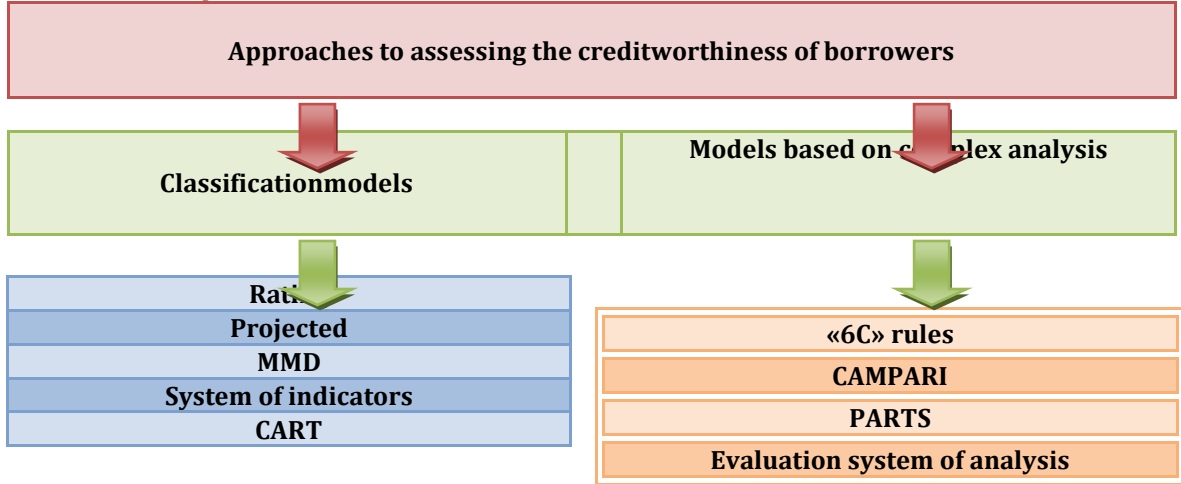 Approaches to assessing the creditworthiness of borrowers
Classificationmodels
Models based on complex analysis
Projected
MMD
System of indicators
CART
«6C» rules
CAMPARI
PARTS
Evaluation system of analysis